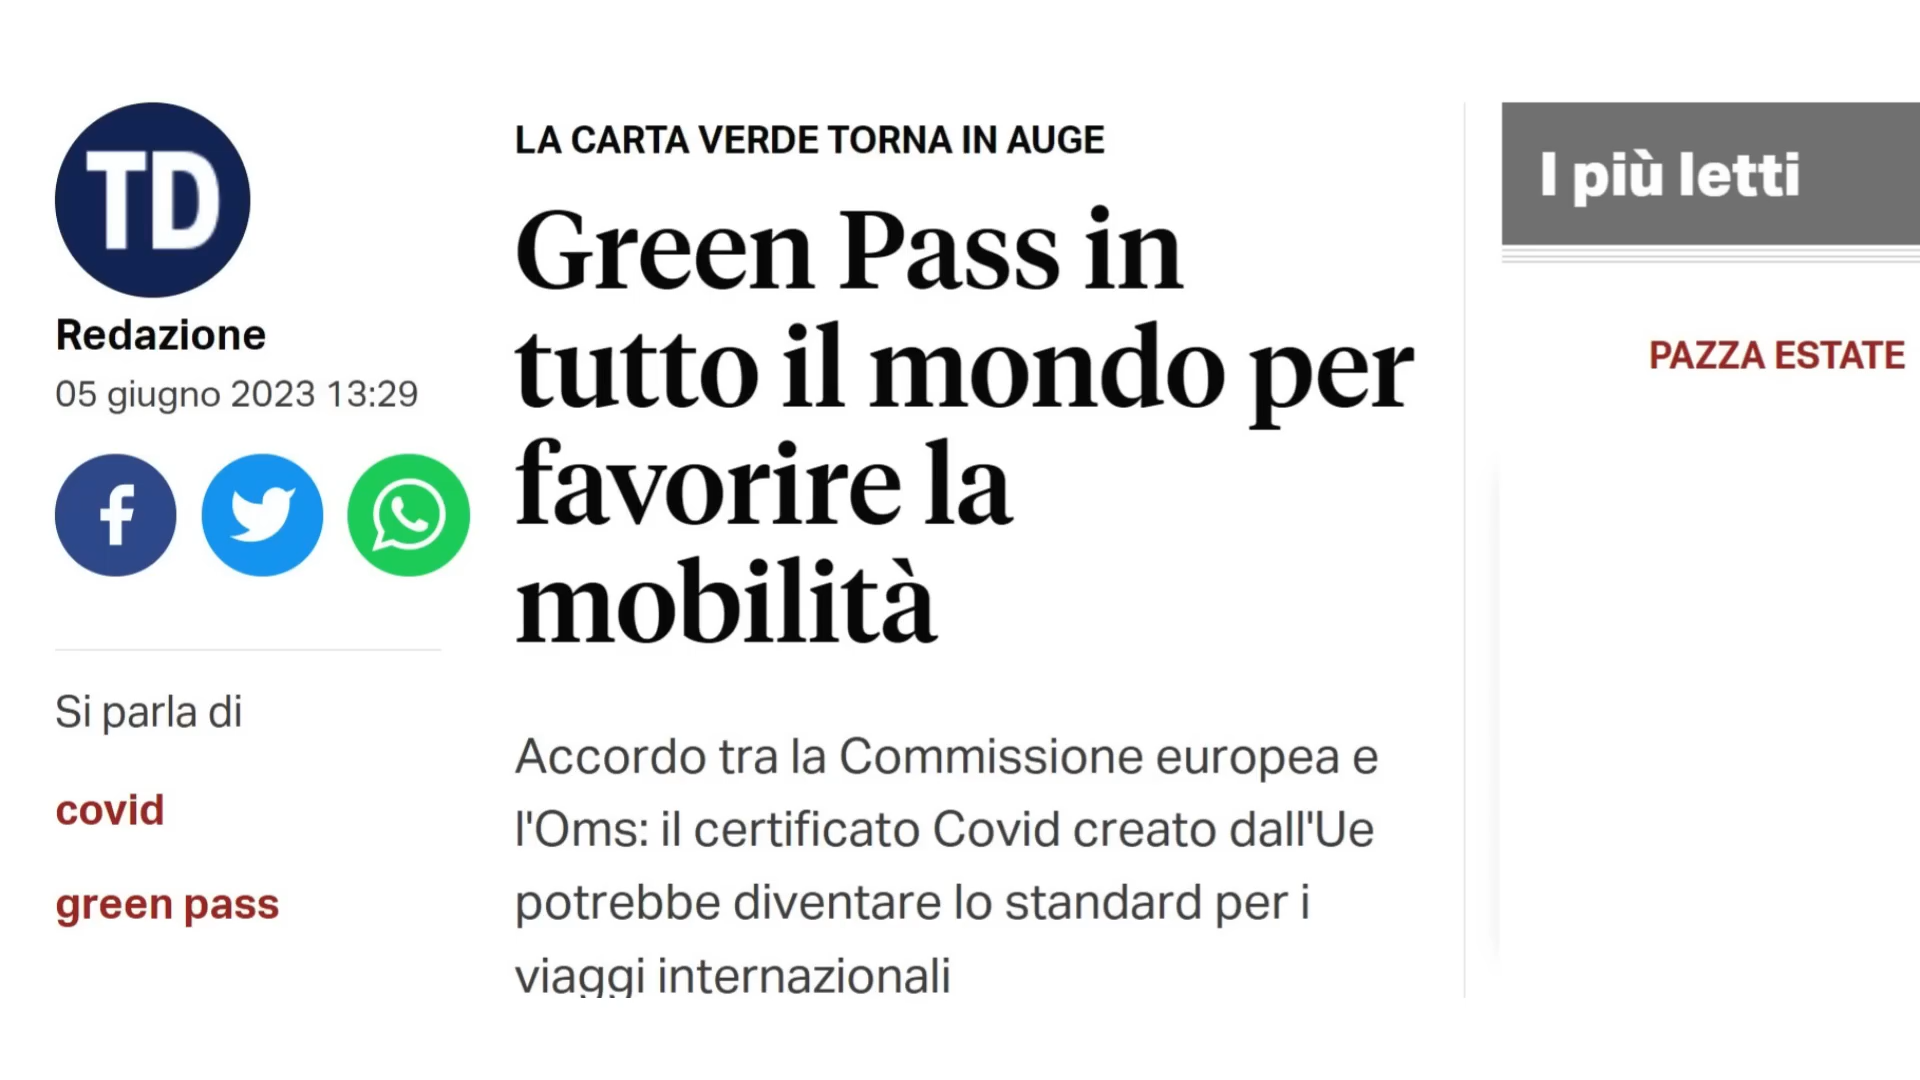 TD
Redazione
05 giugno 2023 13:29
Si parla di
covid
green pass
LA CARTA VERDE TORNA IN AUGE
Green Pass in
tutto il mondo per
favorire la
mobilità
Accordo tra la Commissione europea e
l'Oms: il certificato Covid creato dall'Ue
potrebbe diventare lo standard per i
viaggi internazionali
I più letti
PAZZA ESTATE